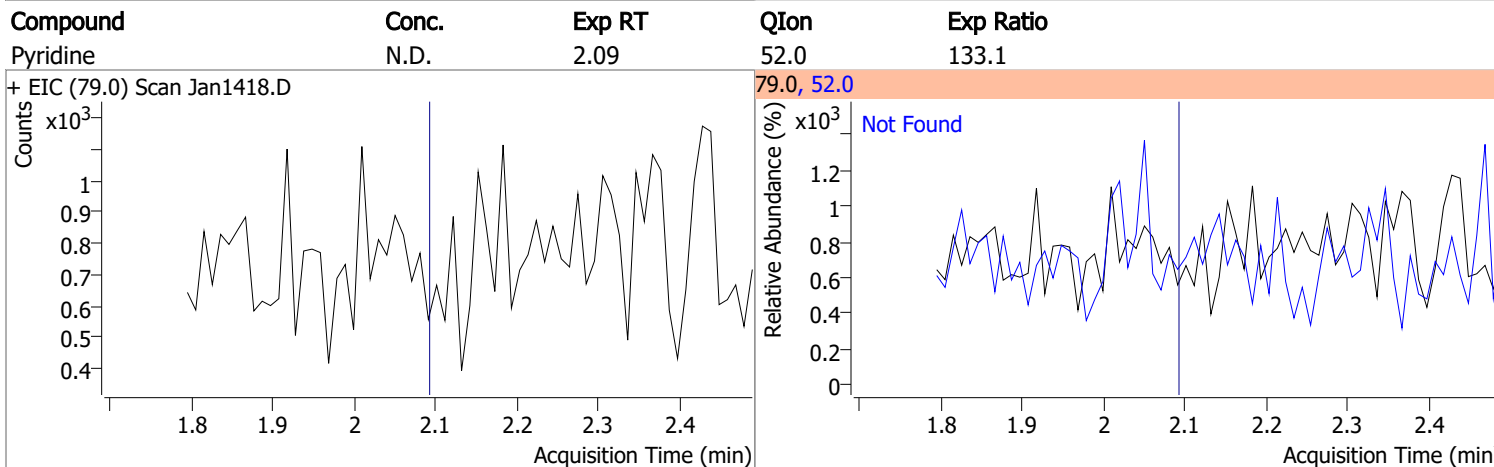 Compound Conc. Exp RT QIon Exp Ratio
Pyridine N.D. 2.09 52.0 133.1
+ EIC (79.0) Scan Jan1418.D
Counts
x10³
1
0.9
0.8
0.7
0.6
0.5
0.4
1.8 1.9 2 2.1 2.2 2.3 2.4
Acquisition Time (min)
79.0, 52.0
Relative Abundance (%)
x10³
Not Found
1.2
1
0.8
0.6
0.4
0.2
0
1.8 1.9 2 2.1 2.2 2.3 2.4
Acquisition Time (min